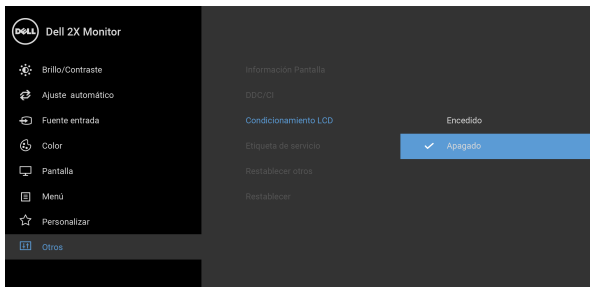 DELL Dell 2X Monitor
Brillo/Contraste
Ajuste automático
Fuente entrada
Color
Pantalla
Menú
Personalizar
Otros
Información Pantalla
DDC/CI
Condicionamiento LCD
Etiqueta de servicio
Restablecer otros
Restablecer
Encedido
Apagado